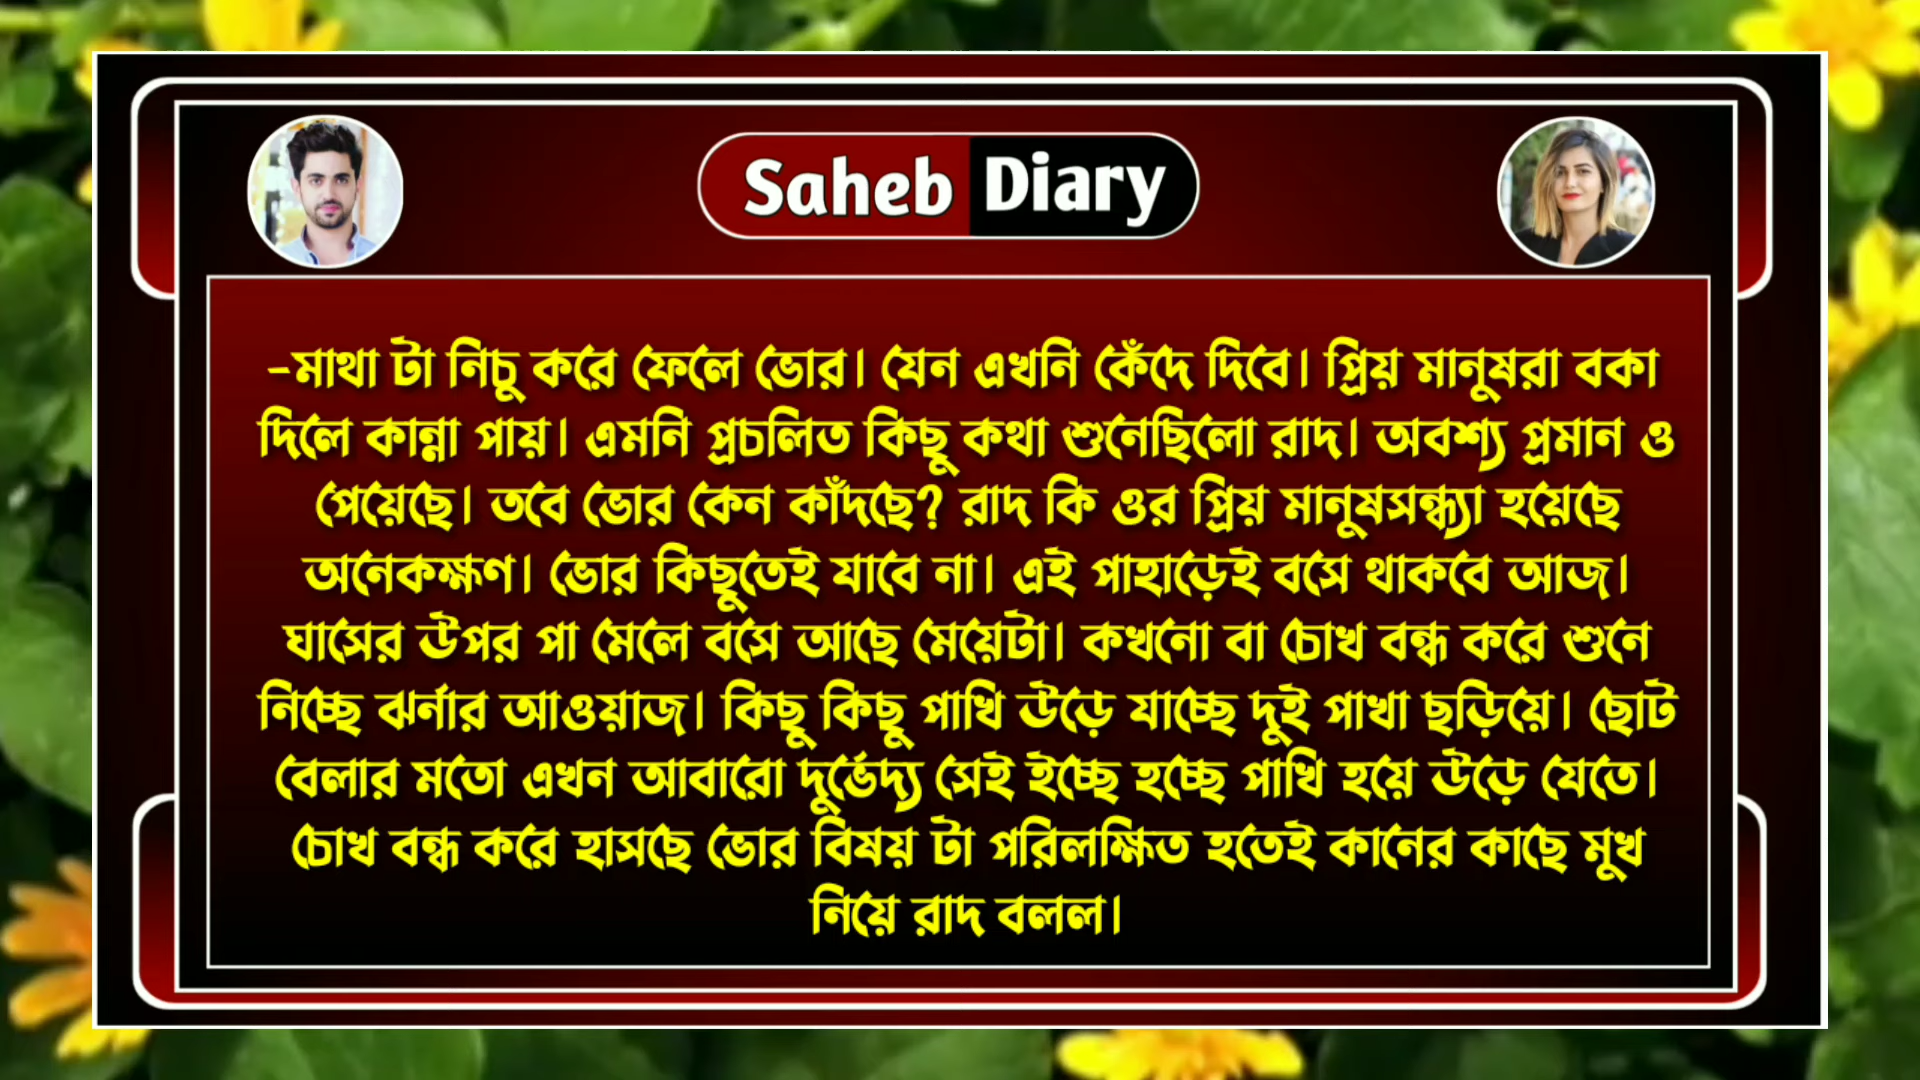 Saheb Diary
-মাথা টা নিচু করে ফেলে ভোর। যেন এখনি কেঁদে দিবে। প্রিয় মানুষরা বকা
দিলে কান্না পায়। এমনি প্রচলিত কিছু কথা শুনেছিলো রাদ। অবশ্য প্রমান ও
পেয়েছে। তবে ভোর কেন কাঁদছে? রাদ কি ওর প্রিয় মানুষসন্ধ্যা হয়েছে
অনেকক্ষণ। ভোর কিছুতেই যাবে না। এই পাহাড়েই বসে থাকবে আজ।
ঘাসের উপর পা মেলে বসে আছে মেয়েটা। কখনো বা চোখ বন্ধ করে শুনে
নিচ্ছে ঝর্নার আওয়াজ। কিছু কিছু পাখি উড়ে যাচ্ছে দুই পাখা ছড়িয়ে। ছোট
বেলার মতো এখন আবারো দুর্ভেদ্য সেই ইচ্ছে হচ্ছে পাখি হয়ে উড়ে যেতে।
চোখ বন্ধ করে হাসছে ভোর বিষয় টা পরিলক্ষিত হতেই কানের কাছে মুখ
নিয়ে রাদ বলল।